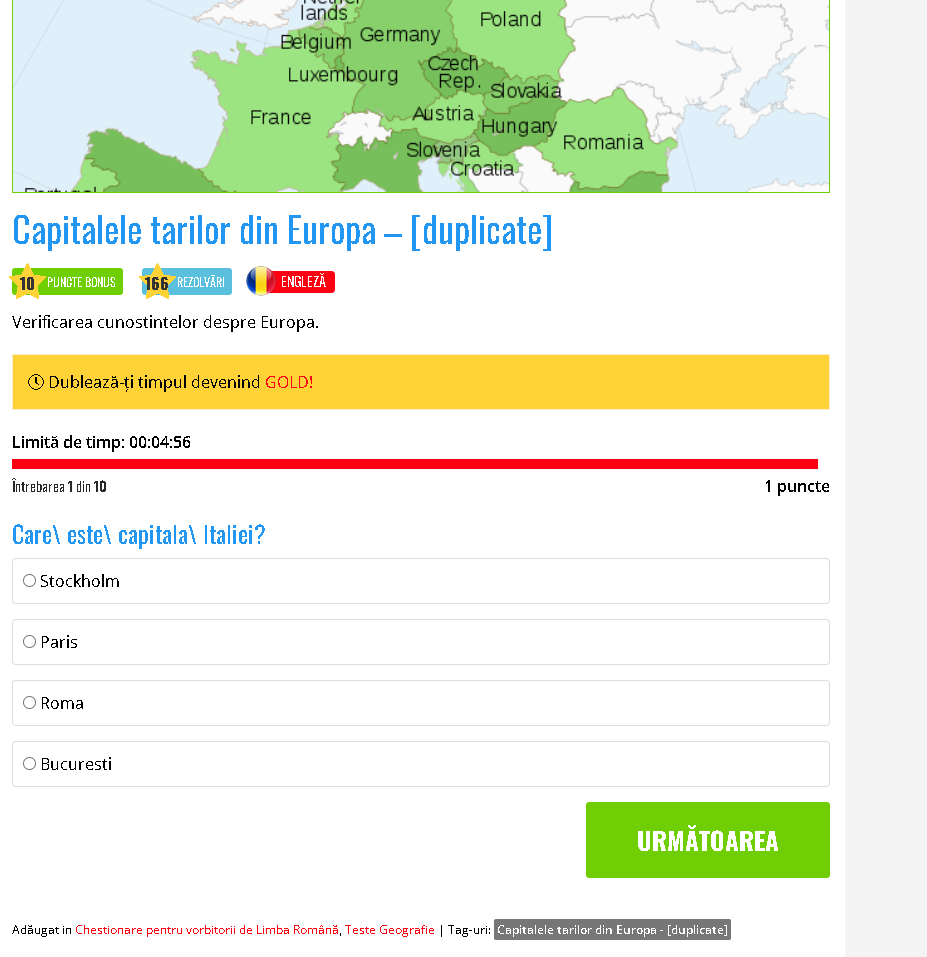 Nether
lands
Poland
Germany
Belgium
Czech
Rep.
Luxembourg
Slovakia
Austria
France
Hungary
Romania
Slovenia
Croatia
Portugal
Capitalele tarilor din Europa – [duplicate]
10 PUNCTE BONUS 166 REZOLVĂRI ENGLEZĂ
Verificarea cunostintelor despre Europa.
Dublează-ți timpul devenind GOLD!
Limită de timp: 00:04:56
Întrebarea 1 din 10 1 puncte
Care\ este\ capitala\ Italiei?
Stockholm
Paris
Roma
Bucuresti
URMĂTOAREA
Adăugat in Chestionare pentru vorbitorii de Limba Română, Teste Geografie | Tag-uri: Capitalele tarilor din Europa - [duplicate]